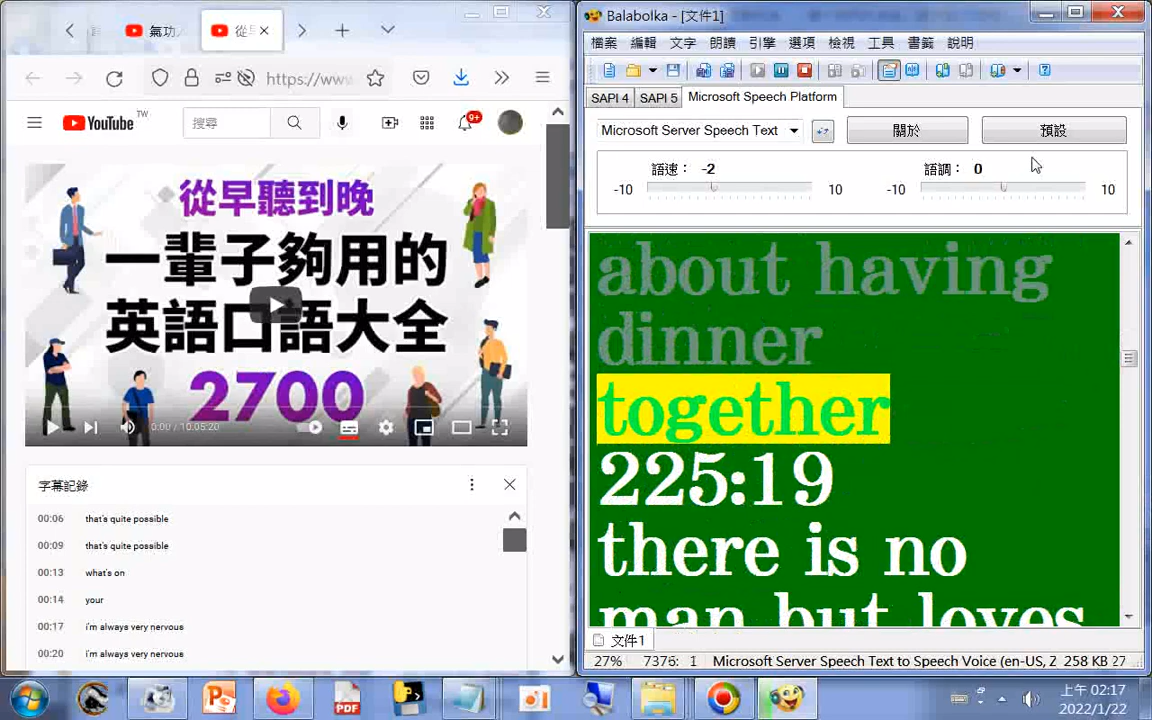 氣功
從
https://www
YouTube TW
搜尋
9+
從早聽到晚
一輩子夠用的
英語口語大全
2700
0:00 / 10:05:20
字幕記錄
00:06 that's quite possible
00:09 that's quite possible
00:13 what's on
00:14 your
00:17 i'm always very nervous
00:20 i'm always very nervous
Balabolka - [文件1]
檔案 編輯 文字 朗讀 引擎 選項 檢視 工具 書籤 說明
SAPI 4 SAPI 5 Microsoft Speech Platform
Microsoft Server Speech Text 關於 預設
語速： -2 語調： 0
-10 10 -10 10
about having
dinner
together
225:19
there is no
man but loves
文件1
27% 7376: 1 Microsoft Server Speech Text to Speech Voice (en-US, Z 258 KB 27
PDF
上午 02:17
2022/1/22